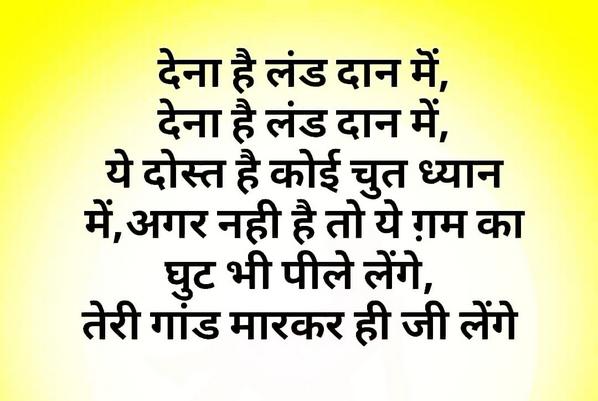 देना है लंड दान में,
देना है लंड दान में,
ये दोस्त है कोई चुत ध्यान
में,अगर नही है तो ये ग़म का
घुट भी पीले लेंगे,
तेरी गांड मारकर ही जी लेंगे